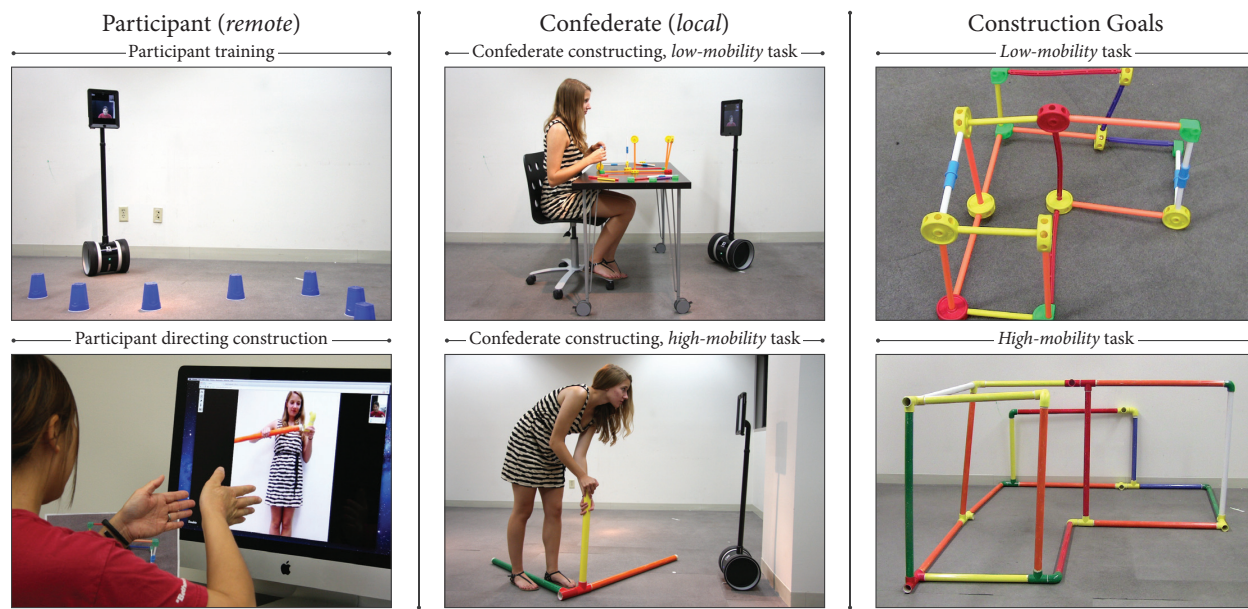 Participant (remote)
Participant training
Participant directing construction
Confederate (local)
Confederate constructing, low-mobility task
Confederate constructing, high-mobility task
Construction Goals
Low-mobility task
High-mobility task